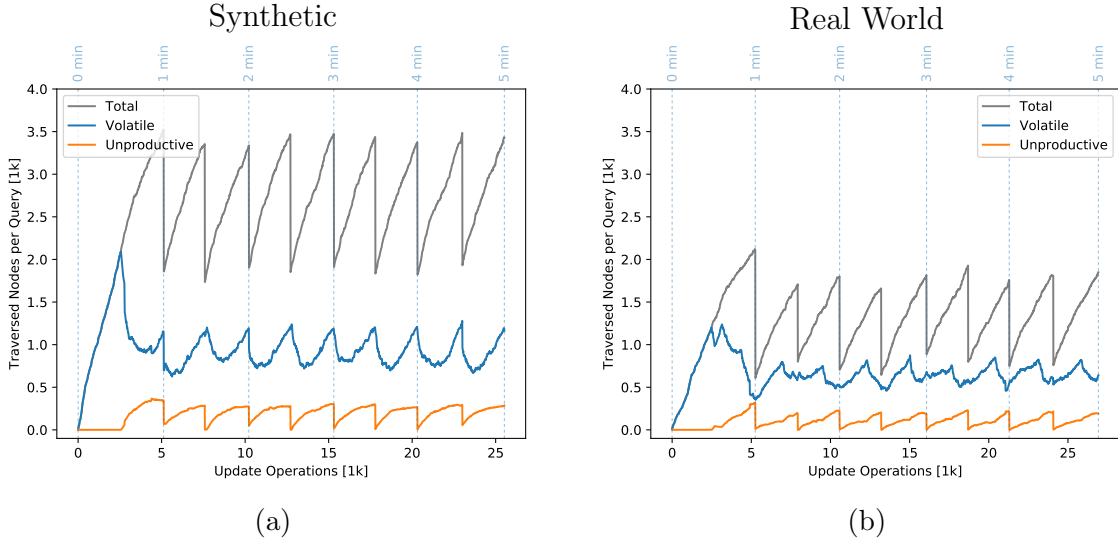 Synthetic
0 min
1 min
2 min
3 min
4 min
5 min
Traversed Nodes per Query [1k]
4.0
3.5
3.0
2.5
2.0
1.5
1.0
0.5
0.0
Total
Volatile
Unproductive
0
5
10
15
20
25
Update Operations [1k]
(a)
Real World
0 min
1 min
2 min
3 min
4 min
5 min
Traversed Nodes per Query [1k]
4.0
3.5
3.0
2.5
2.0
1.5
1.0
0.5
0.0
Total
Volatile
Unproductive
0
5
10
15
20
25
Update Operations [1k]
(b)